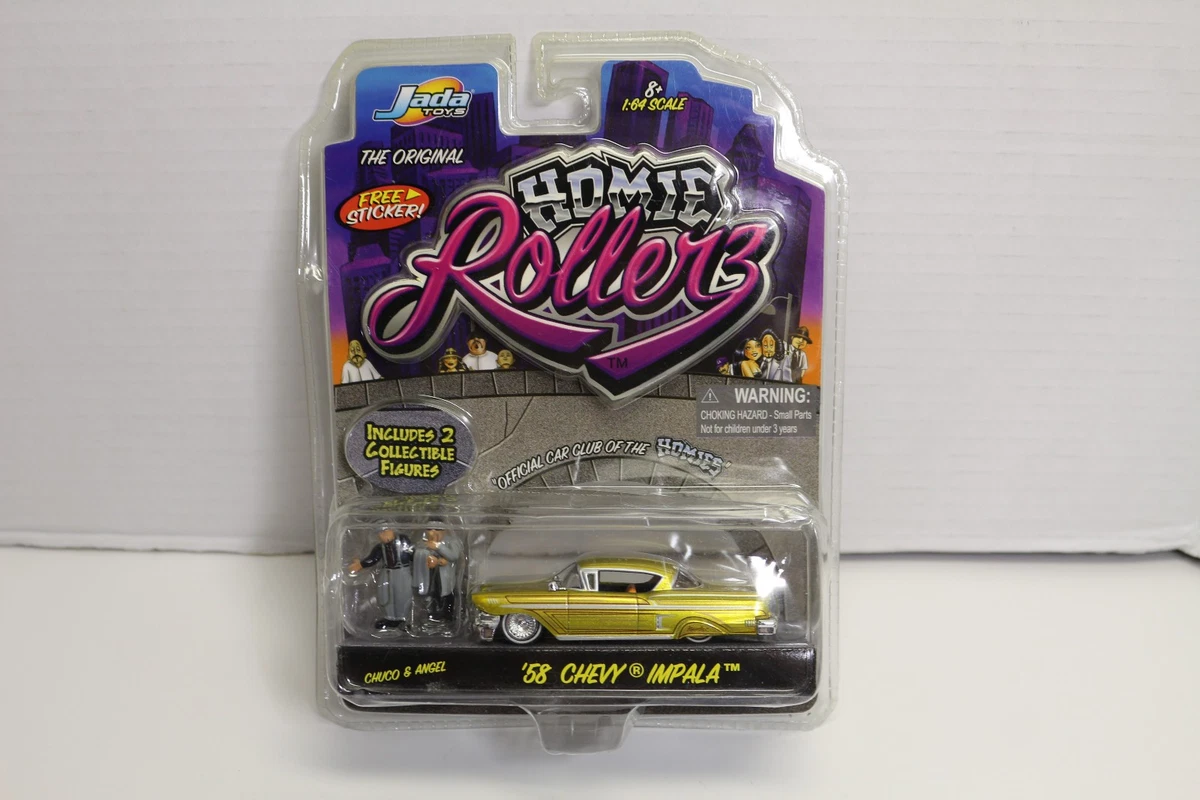 Jada
TOYS
8+
1:64 SCALE
THE ORIGINAL
FREE
STICKER!
HOMIE
Rollerz
TM
WARNING:
CHOKING HAZARD - Small Parts
Not for children under 3 years
INCLUDES 2
COLLECTIBLE
FIGURES
"OFFICIAL CAR CLUB OF THE HOMIES"
CHUCO & ANGEL
'58 CHEVY ® IMPALA™